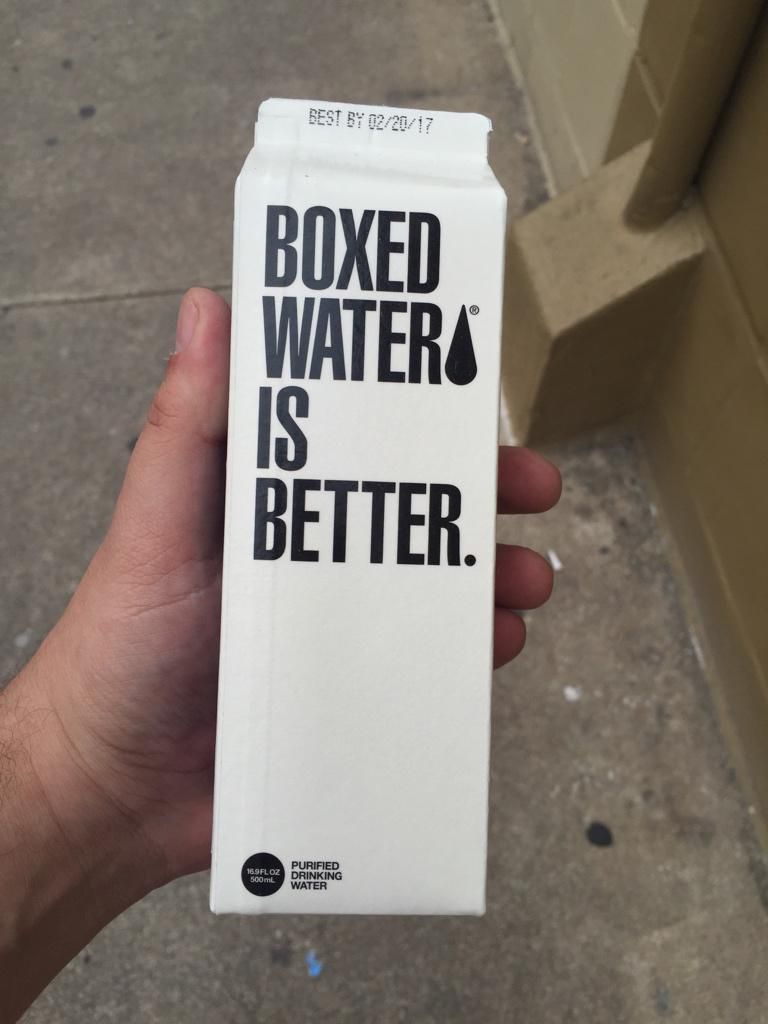 BEST BY 02/20/17
BOXED
WATER®
IS
BETTER.
16.9 FL OZ
500 mL
PURIFIED
DRINKING
WATER